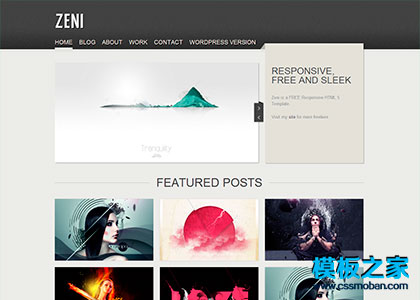 ZENI
HOME BLOG ABOUT WORK CONTACT WORDPRESS VERSION
RESPONSIVE,
FREE AND SLEEK
Zeni is a FREE, Responsive HTML 5
Template.
Visit my site for more freebies
Tranquility
FEATURED POSTS
模板之家
www.cssmoban.com